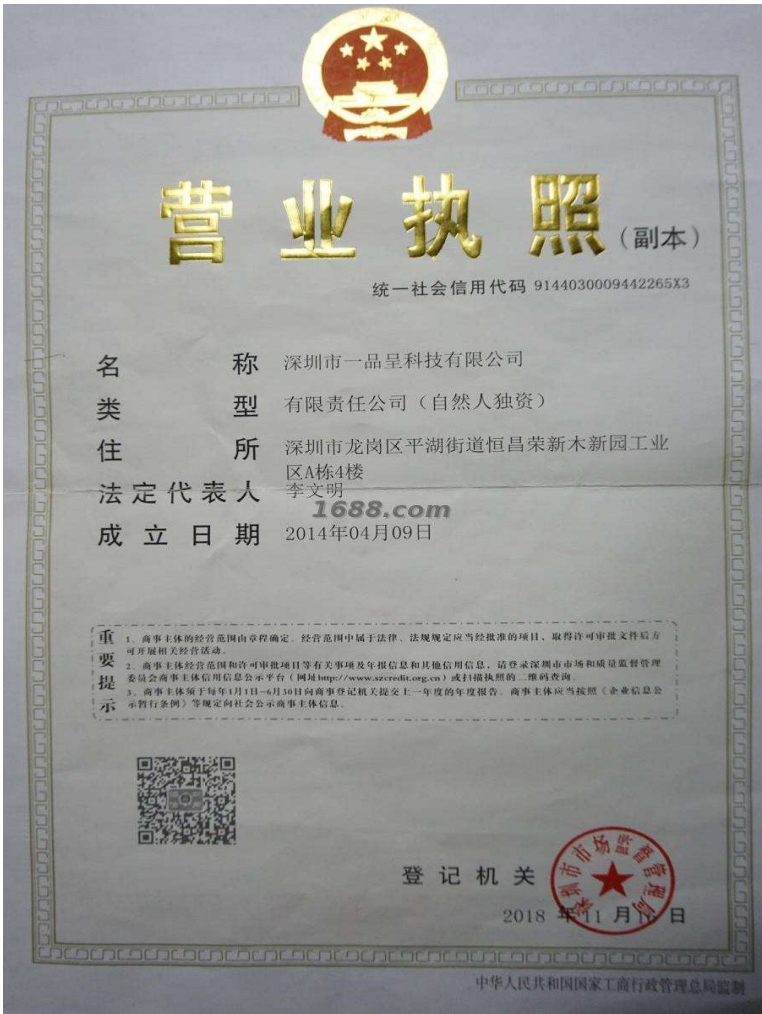 营业执照（副本）
统一社会信用代码 9144030009442265X3
名称 深圳市一品呈科技有限公司
类型 有限责任公司（自然人独资）
住所 深圳市龙岗区平湖街道恒昌荣新木新园工业
区A栋4楼
法定代表人 李文明
1688.com
成立日期 2014年04月09日
重要提示
1、商事主体的经营范围由章程确定。经营范围中属于法律、法规规定应当经批准的项目，取得许可审批文件后方
可开展相关经营活动。
2、商事主体经营范围和许可审批项目等有关事项及年报信息和其他信用信息，请登录深圳市市场和质量监督管理
委员会商事主体信用信息公示平台（网址http://www.szcredit.org.cn）或扫描执照的二维码查询。
3、商事主体须于每年1月1日-6月30日向商事登记机关提交上一年度的年度报告。商事主体应当按照《企业信息公
示暂行条例》等规定向社会公示商事主体信息。
登记机关
深圳市市场监督管理局
2018 年 11 月 16 日
中华人民共和国国家工商行政管理总局监制